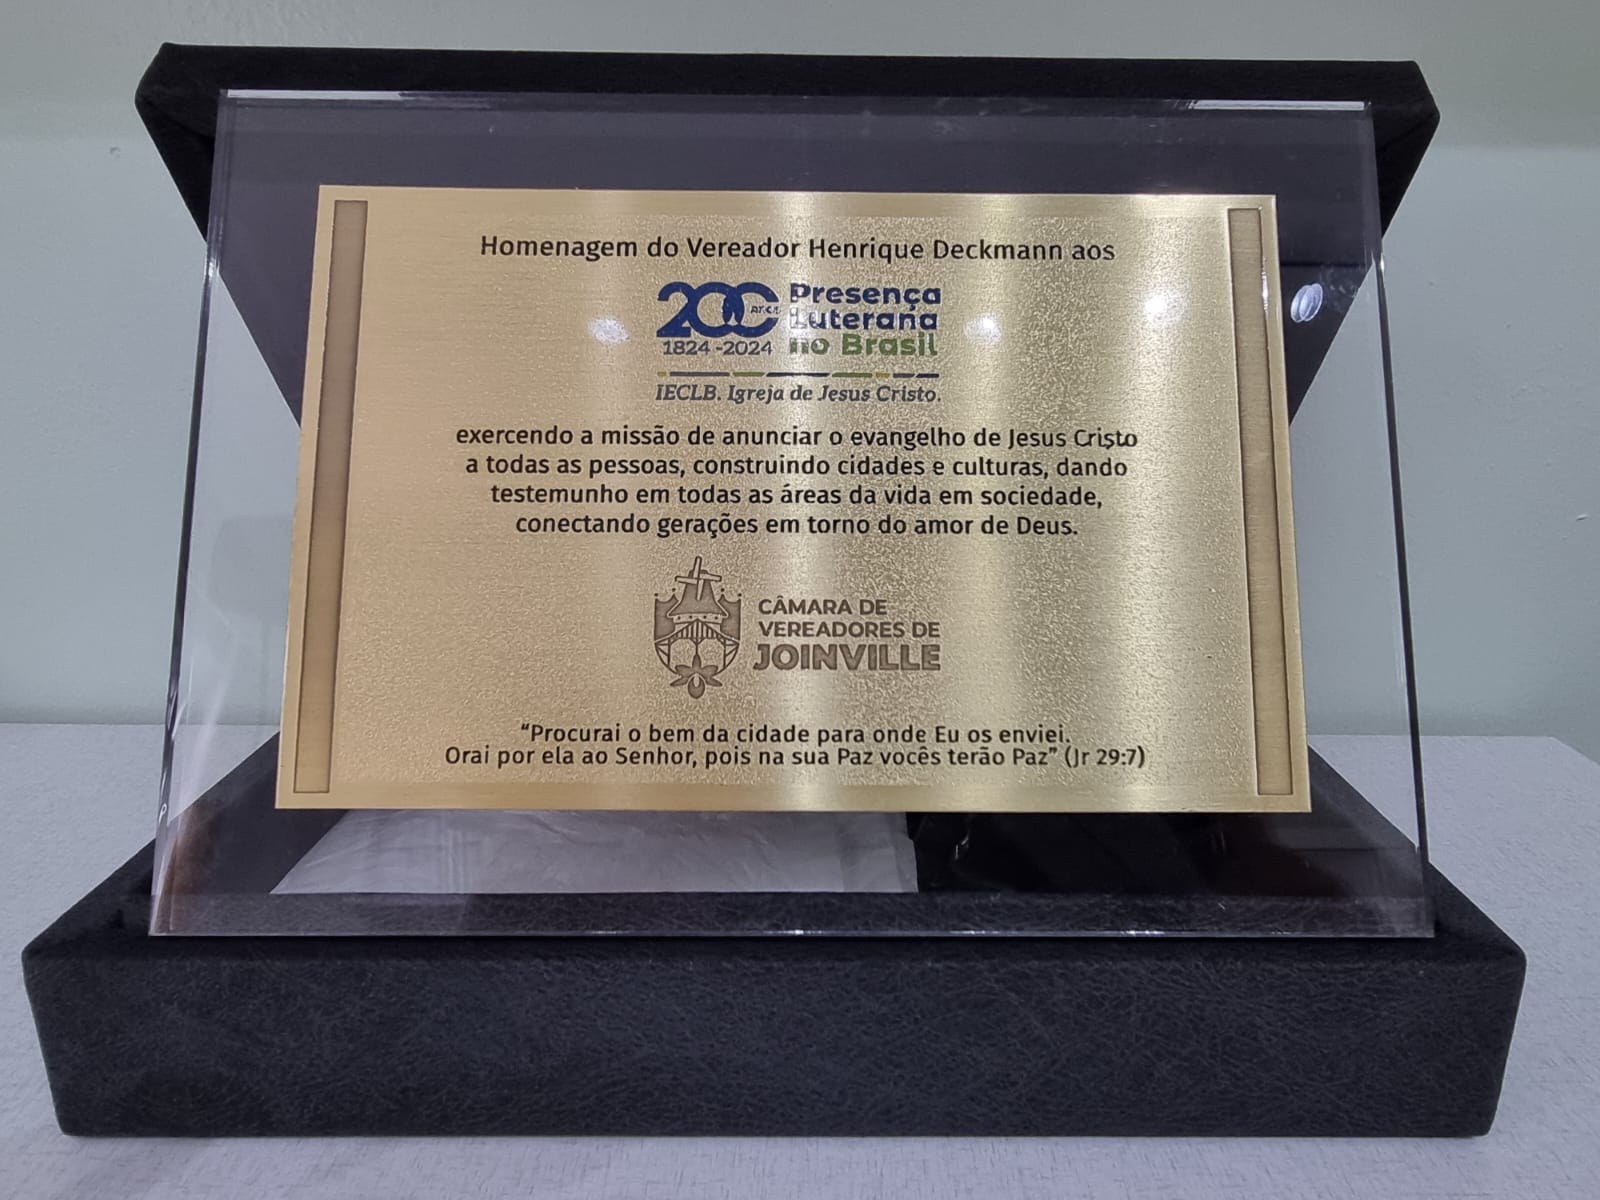 Homenagem do Vereador Henrique Deckmann aos
200 Presença
Luterana
1824-2024 no Brasil
IECLB. Igreja de Jesus Cristo.
exercendo a missão de anunciar o evangelho de Jesus Cristo
a todas as pessoas, construindo cidades e culturas, dando
testemunho em todas as áreas da vida em sociedade,
conectando gerações em torno do amor de Deus.
CÂMARA DE
VEREADORES DE
JOINVILLE
“Procurai o bem da cidade para onde Eu os enviei.
Orai por ela ao Senhor, pois na sua Paz vocês terão Paz” (Jr 29:7)